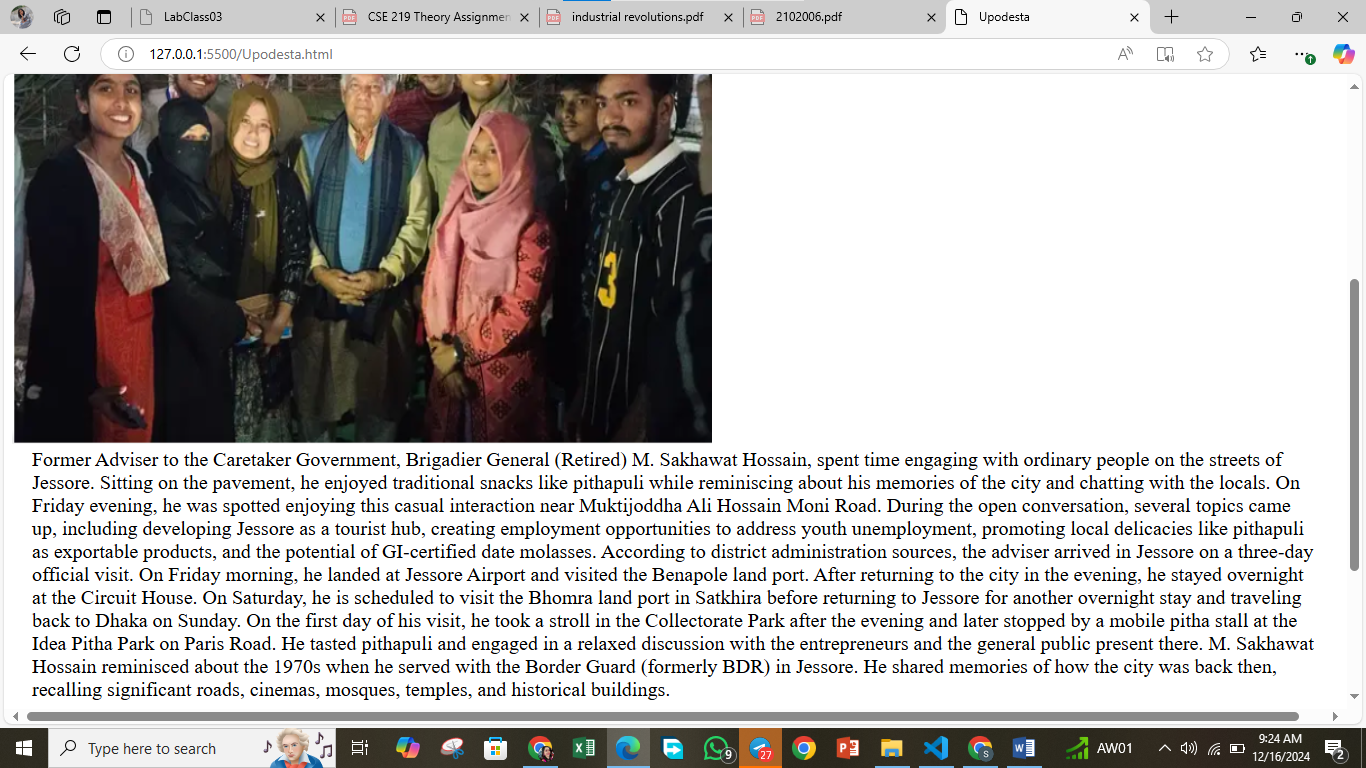 LabClass03
CSE 219 Theory Assignmen
industrial revolutions.pdf
2102006.pdf
Upodesta
127.0.0.1:5500/Upodesta.html
3
Former Adviser to the Caretaker Government, Brigadier General (Retired) M. Sakhawat Hossain, spent time engaging with ordinary people on the streets of
Jessore. Sitting on the pavement, he enjoyed traditional snacks like pithapuli while reminiscing about his memories of the city and chatting with the locals. On
Friday evening, he was spotted enjoying this casual interaction near Muktijoddha Ali Hossain Moni Road. During the open conversation, several topics came
up, including developing Jessore as a tourist hub, creating employment opportunities to address youth unemployment, promoting local delicacies like pithapuli
as exportable products, and the potential of GI-certified date molasses. According to district administration sources, the adviser arrived in Jessore on a three-day
official visit. On Friday morning, he landed at Jessore Airport and visited the Benapole land port. After returning to the city in the evening, he stayed overnight
at the Circuit House. On Saturday, he is scheduled to visit the Bhomra land port in Satkhira before returning to Jessore for another overnight stay and traveling
back to Dhaka on Sunday. On the first day of his visit, he took a stroll in the Collectorate Park after the evening and later stopped by a mobile pitha stall at the
Idea Pitha Park on Paris Road. He tasted pithapuli and engaged in a relaxed discussion with the entrepreneurs and the general public present there. M. Sakhawat
Hossain reminisced about the 1970s when he served with the Border Guard (formerly BDR) in Jessore. He shared memories of how the city was back then,
recalling significant roads, cinemas, mosques, temples, and historical buildings.
Type here to search
9
27
AW01
9:24 AM
12/16/2024
2